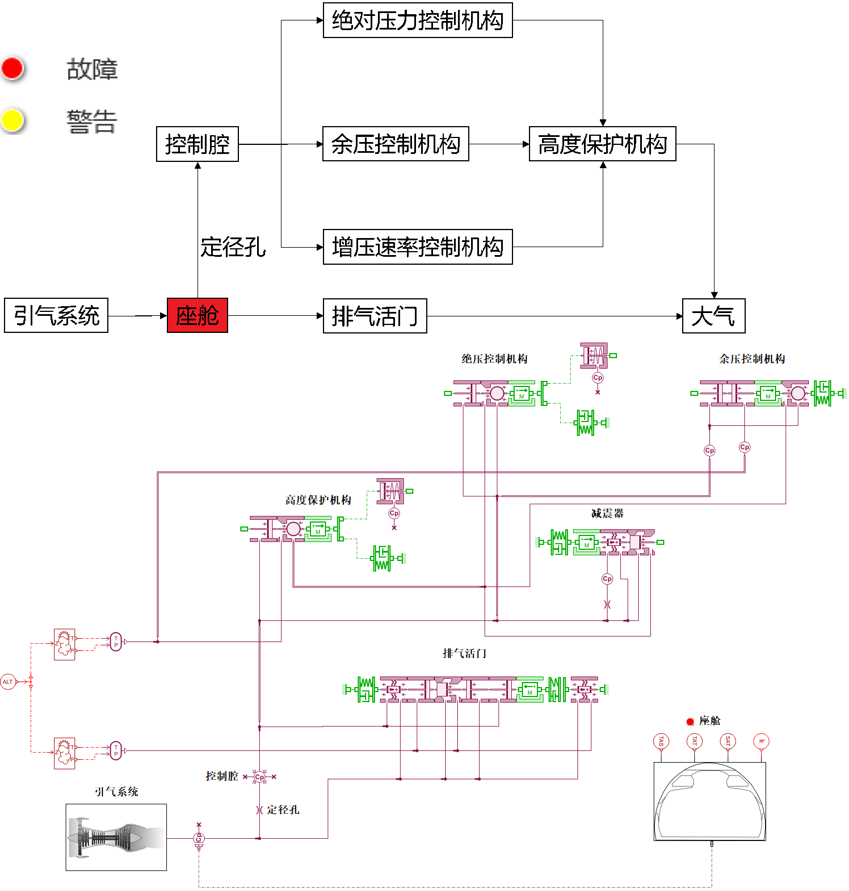 绝对压力控制机构
故障
警告
控制腔
余压控制机构
高度保护机构
定径孔
增压速率控制机构
引气系统
座舱
排气活门
大气
绝压控制机构
余压控制机构
Cp
M
M
Cp
Cp
高度保护机构
减震器
Cp
M
M
Cp
T
P
T
P
ALT
排气活门
M
座舱
T
P
T
P
TAS
TAT
SAT
控制腔
Cp
引气系统
定径孔
Cp